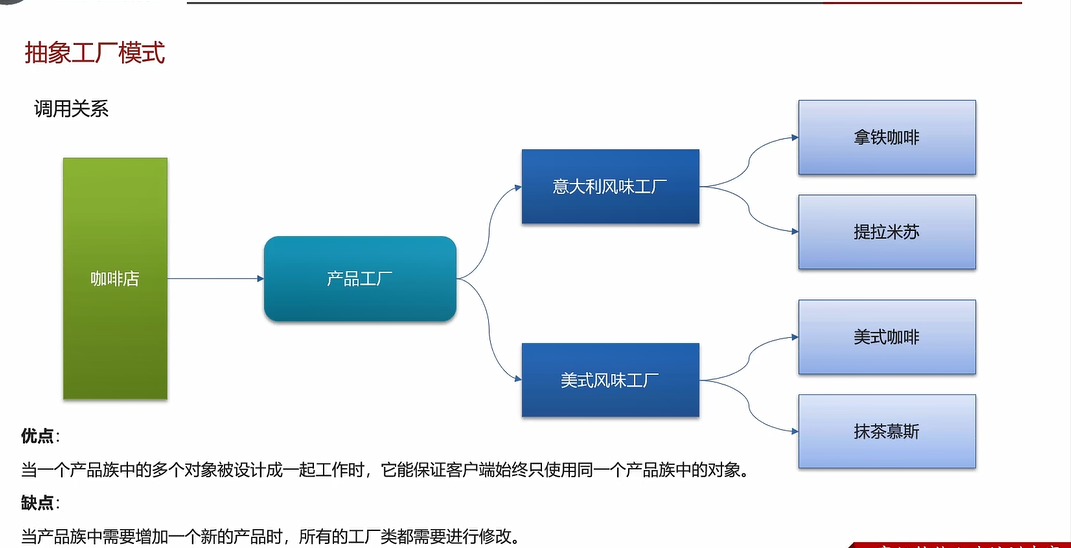 抽象工厂模式
调用关系
咖啡店
产品工厂
意大利风味工厂
美式风味工厂
拿铁咖啡
提拉米苏
美式咖啡
抹茶慕斯
优点：
当一个产品族中的多个对象被设计成一起工作时，它能保证客户端始终只使用同一个产品族中的对象。
缺点：
当产品族中需要增加一个新的产品时，所有的工厂类都需要进行修改。